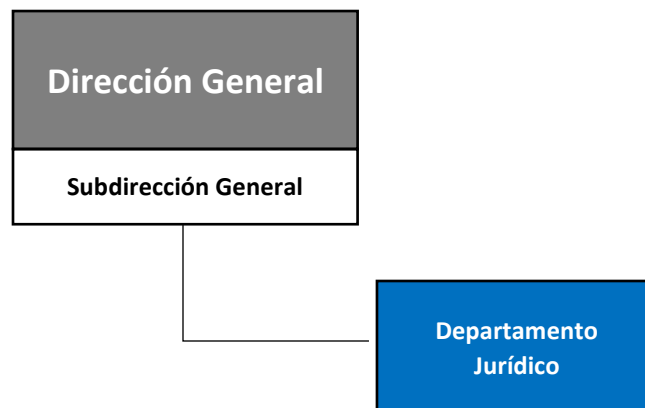 Dirección General
Subdirección General
Departamento
Jurídico